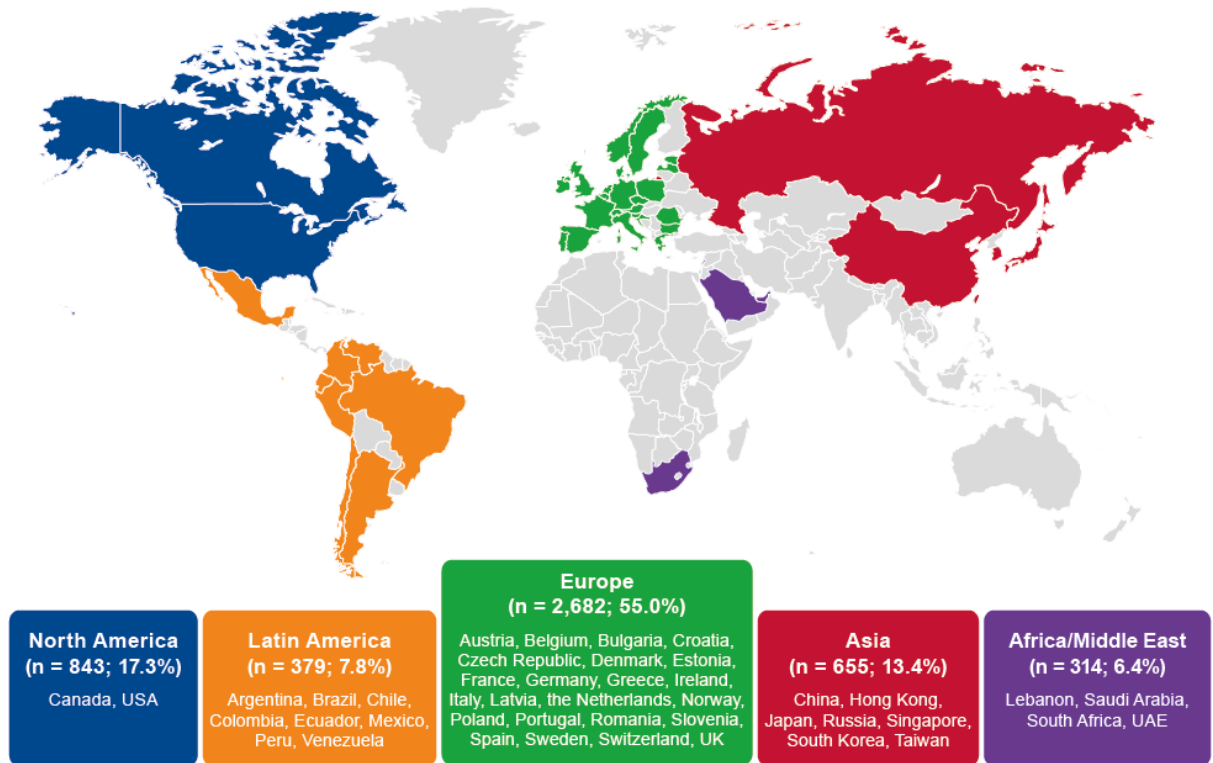 North America
(n = 843; 17.3%)
Canada, USA
Latin America
(n = 379; 7.8%)
Argentina, Brazil, Chile,
Colombia, Ecuador, Mexico,
Peru, Venezuela
Europe
(n = 2,682; 55.0%)
Austria, Belgium, Bulgaria, Croatia,
Czech Republic, Denmark, Estonia,
France, Germany, Greece, Ireland,
Italy, Latvia, the Netherlands, Norway,
Poland, Portugal, Romania, Slovenia,
Spain, Sweden, Switzerland, UK
Asia
(n = 655; 13.4%)
China, Hong Kong,
Japan, Russia, Singapore,
South Korea, Taiwan
Africa/Middle East
(n = 314; 6.4%)
Lebanon, Saudi Arabia,
South Africa, UAE